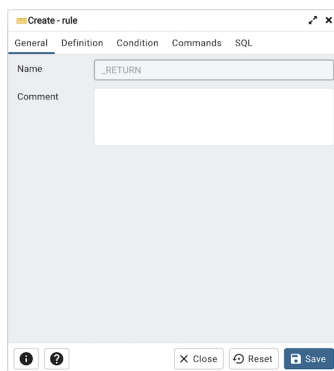 Create - rule
General Definition Condition Commands SQL
Name _RETURN
Comment
Close Reset Save